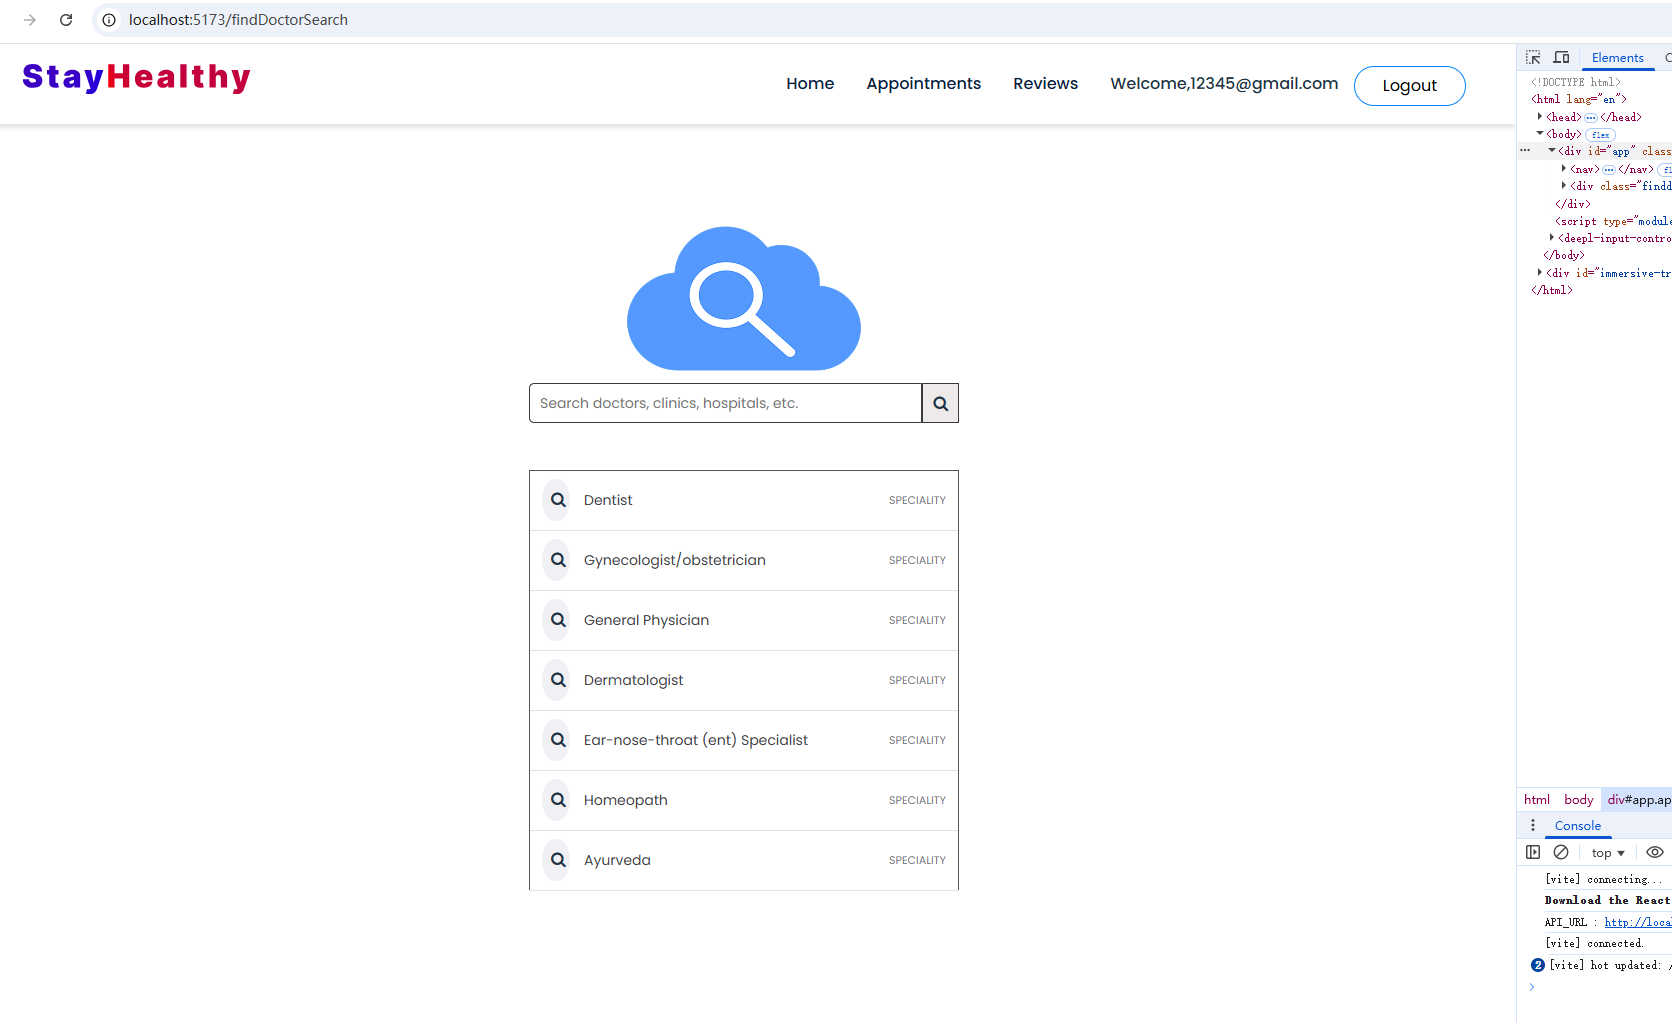 localhost:5173/findDoctorSearch
StayHealthy
Home Appointments Reviews Welcome,12345@gmail.com Logout
Search doctors, clinics, hospitals, etc.
Dentist SPECIALITY
Gynecologist/obstetrician SPECIALITY
General Physician SPECIALITY
Dermatologist SPECIALITY
Ear-nose-throat (ent) Specialist SPECIALITY
Homeopath SPECIALITY
Ayurveda SPECIALITY
Elements
<!DOCTYPE html>
<html lang="en">
<head> </head>
<body> flex
<div id="app" class
<nav> </nav> fl
<div class="findd
</div>
<script type="module
<deepl-input-contro
</body>
<div id="immersive-tr
</html>
html body div#app.ap
Console
top
[vite] connecting...
Download the React
API_URL : http://local
[vite] connected.
2 [vite] hot updated: /